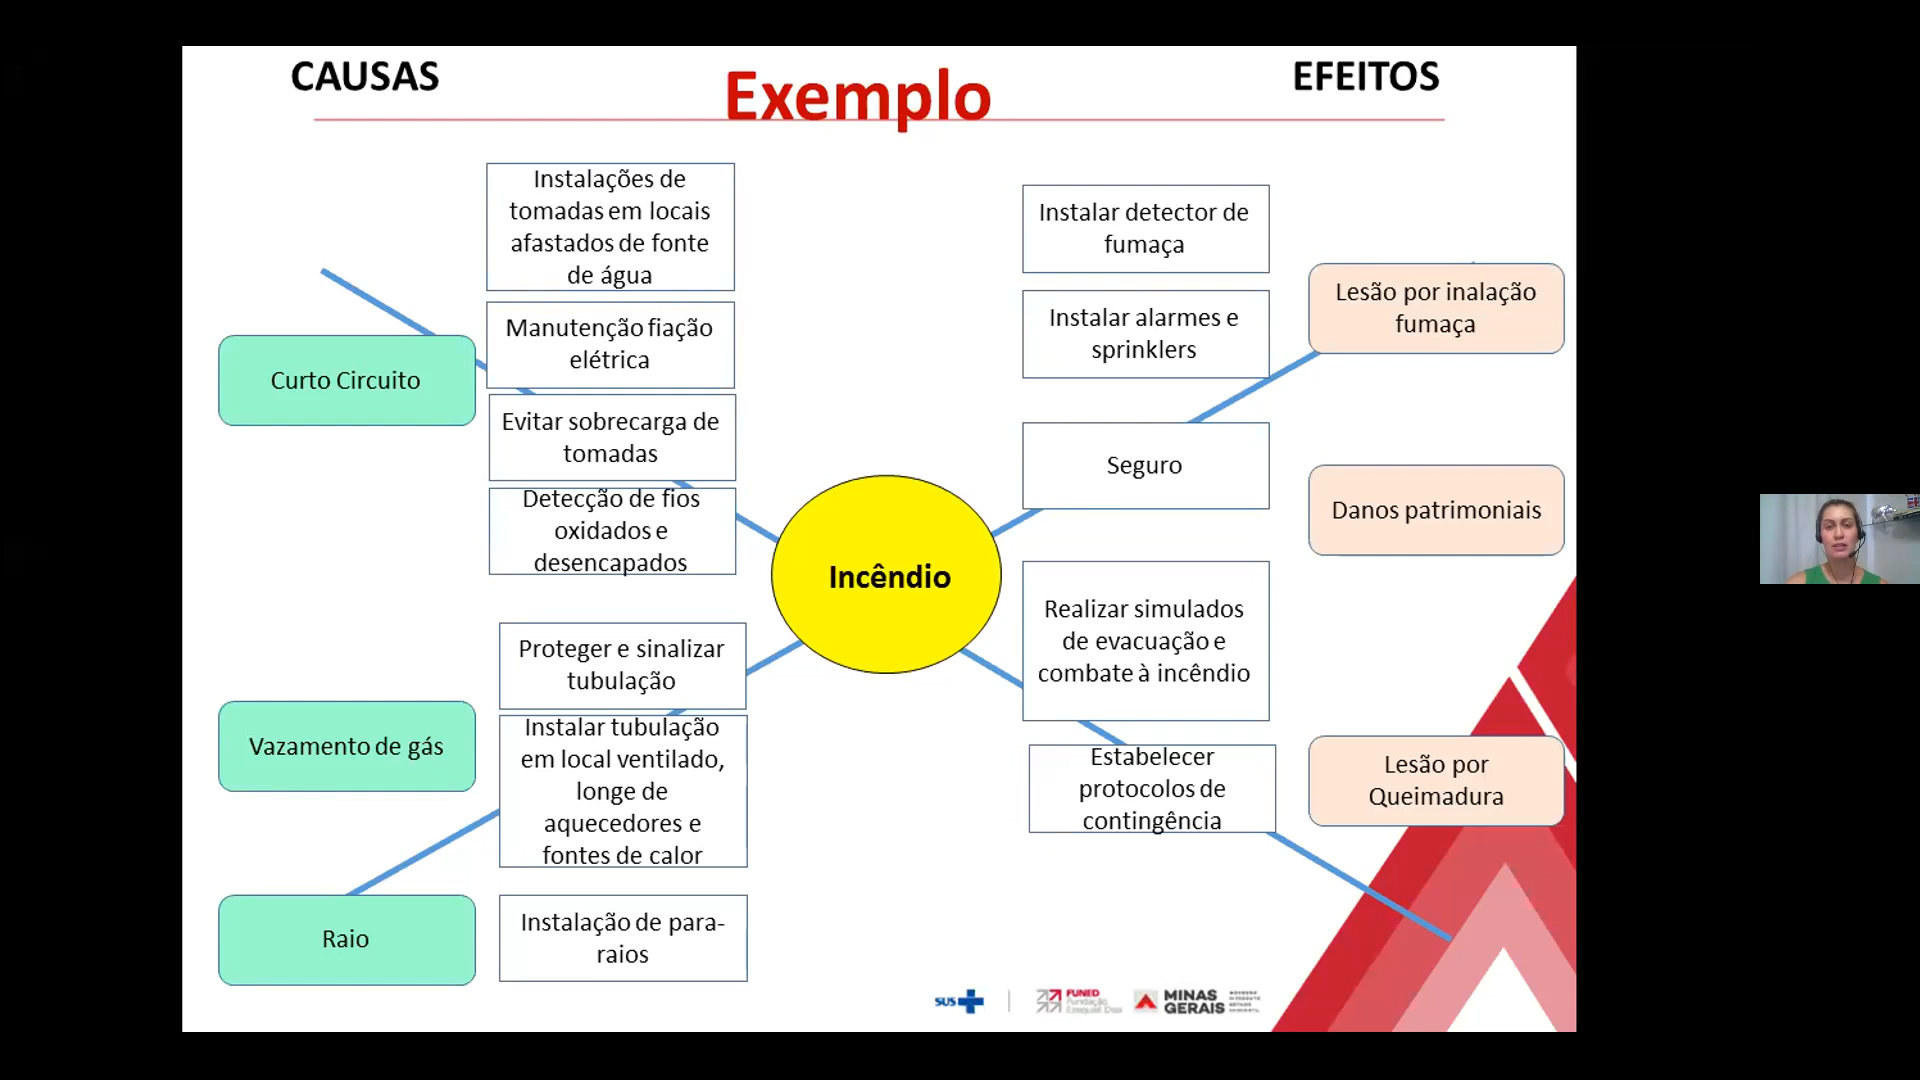 CAUSAS
Exemplo
EFEITOS
Instalações de
tomadas em locais
afastados de fonte
de água
Manutenção fiação
elétrica
Curto Circuito
Evitar sobrecarga de
tomadas
Detecção de fios
oxidados e
desencapados
Proteger e sinalizar
tubulação
Vazamento de gás
Instalar tubulação
em local ventilado,
longe de
aquecedores e
fontes de calor
Raio
Instalação de para-
raios
Incêndio
Instalar detector de
fumaça
Instalar alarmes e
sprinklers
Lesão por inalação
fumaça
Seguro
Danos patrimoniais
Realizar simulados
de evacuação e
combate à incêndio
Estabelecer
protocolos de
contingência
Lesão por
Queimadura
SUS
FUNED
Fundação
Ezequiel Dias
MINAS
GERAIS